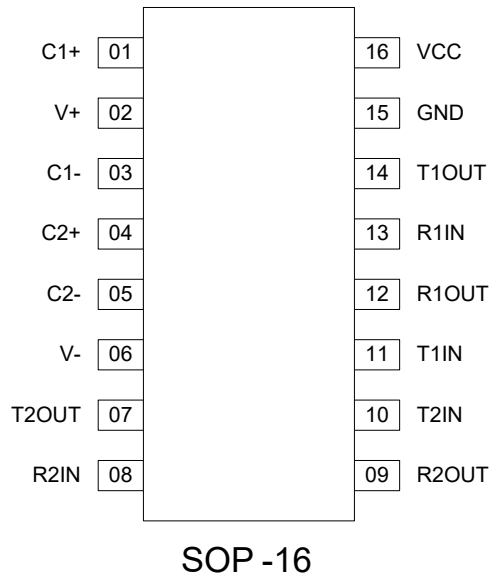 C1+ 01 16 VCC
V+ 02 15 GND
C1- 03 14 T1OUT
C2+ 04 13 R1IN
C2- 05 12 R1OUT
V- 06 11 T1IN
T2OUT 07 10 T2IN
R2IN 08 09 R2OUT
SOP -16